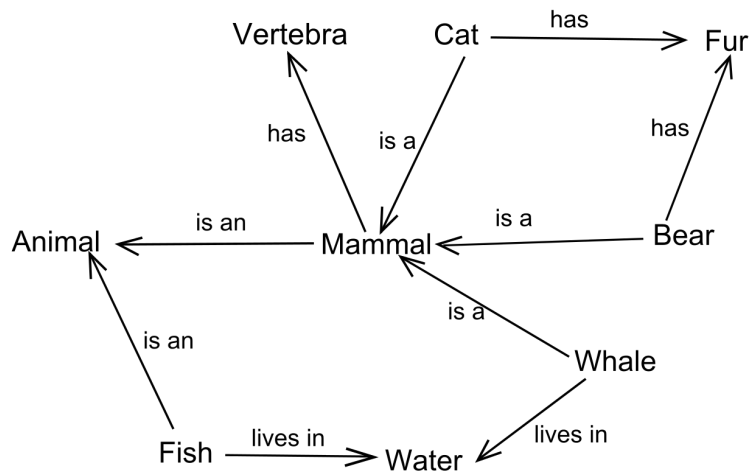 Vertebra
Cat
has
Fur
has
is a
has
Animal
is an
Mammal
is a
Bear
is an
is a
Whale
Fish
lives in
Water
lives in